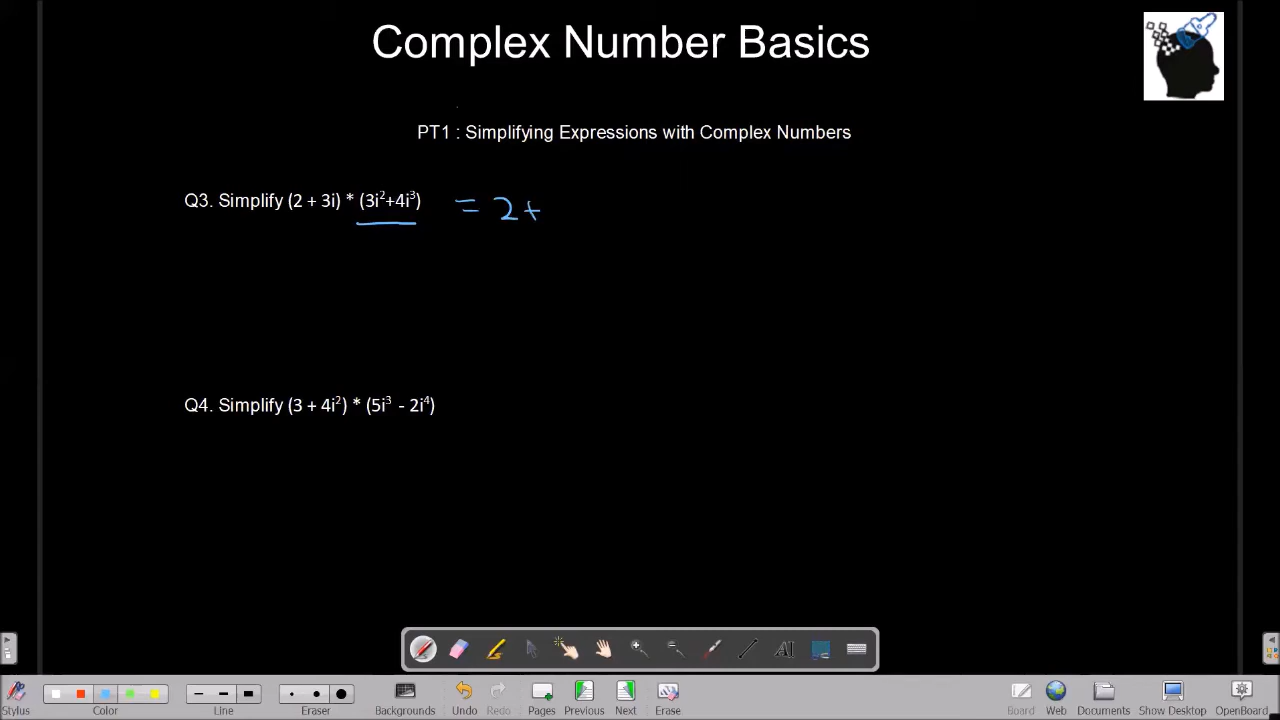 Complex Number Basics
PT1 : Simplifying Expressions with Complex Numbers
Q3. Simplify (2 + 3i) * (3i²+4i³) = 2+
Q4. Simplify (3 + 4i²) * (5i³ - 2i⁴)
AI
Stylus Color Line Eraser Backgrounds Undo Redo Pages Previous Next Erase Board Web Documents Show Desktop OpenBoard